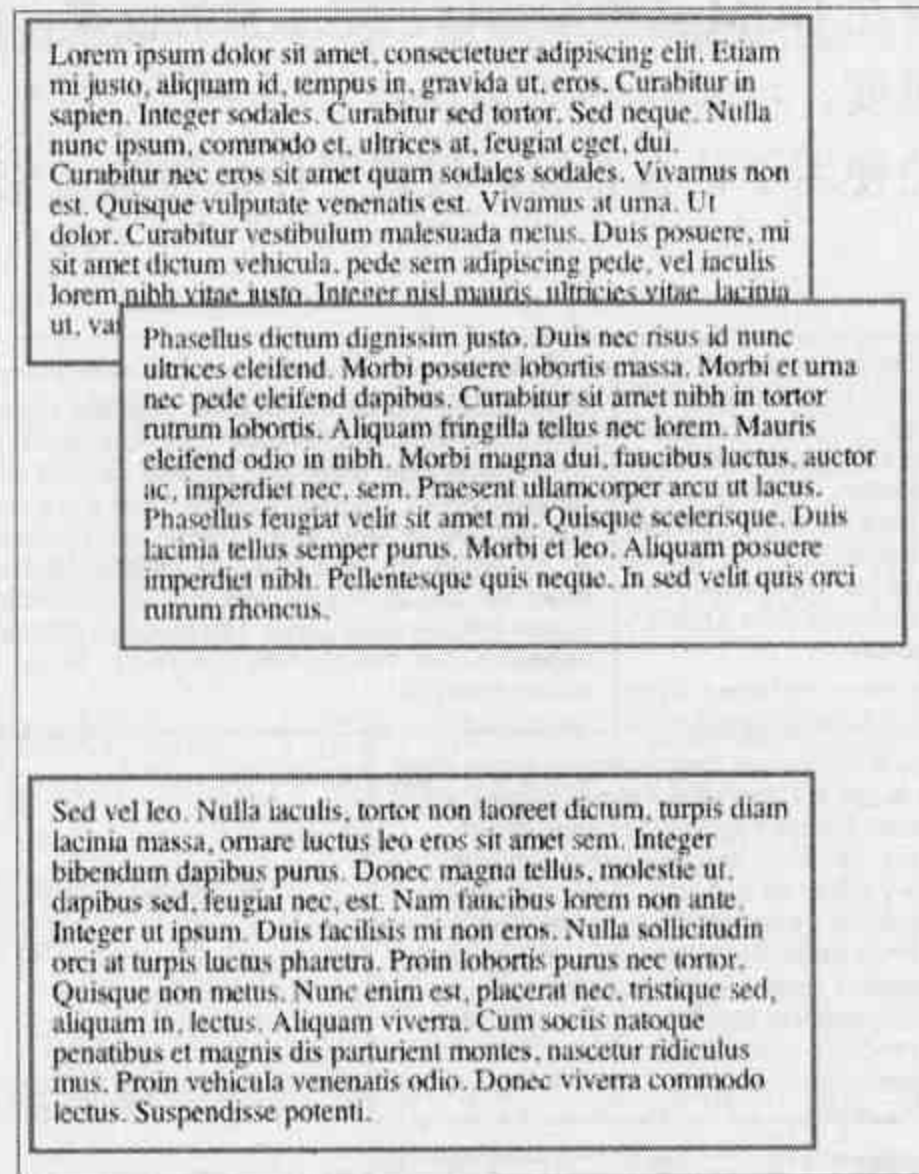 Lorem ipsum dolor sit amet, consectetuer adipiscing elit. Etiam
mi justo, aliquam id, tempus in, gravida ut, eros. Curabitur in
sapien. Integer sodales. Curabitur sed tortor. Sed neque. Nulla
nunc ipsum, commodo et, ultrices at, feugiat eget, dui.
Curabitur nec eros sit amet quam sodales sodales. Vivamus non
est. Quisque vulputate venenatis est. Vivamus at urna. Ut
dolor. Curabitur vestibulum malesuada metus. Duis posuere, mi
sit amet dictum vehicula, pede sem adipiscing pede, vel iaculis
lorem nibh vitae justo. Integer nisl mauris, ultricies vitae, lacinia
ut,
Phasellus dictum dignissim justo. Duis nec risus id nunc
ultrices eleifend. Morbi posuere lobortis massa. Morbi et urna
nec pede eleifend dapibus. Curabitur sit amet nibh in tortor
rutrum lobortis. Aliquam fringilla tellus nec lorem. Mauris
eleifend odio in nibh. Morbi magna dui, faucibus luctus, auctor
ac, imperdiet nec, sem. Praesent ullamcorper arcu ut lacus.
Phasellus feugiat velit sit amet mi. Quisque scelerisque. Duis
lacinia tellus semper purus. Morbi et leo. Aliquam posuere
imperdiet nibh. Pellentesque quis neque. In sed velit quis orci
rutrum rhoncus.
Sed vel leo. Nulla iaculis, tortor non laoreet dictum, turpis diam
lacinia massa, ornare luctus leo eros sit amet sem. Integer
bibendum dapibus purus. Donec magna tellus, molestie ut,
dapibus sed, feugiat nec, est. Nam faucibus lorem non ante.
Integer ut ipsum. Duis facilisis mi non eros. Nulla sollicitudin
orci at turpis luctus pharetra. Proin lobortis purus nec tortor.
Quisque non metus. Nunc enim est, placerat nec, tristique sed,
aliquam in, lectus. Aliquam viverra. Cum sociis natoque
penatibus et magnis dis parturient montes, nascetur ridiculus
mus. Proin vehicula venenatis odio. Donec viverra commodo
lectus. Suspendisse potenti.